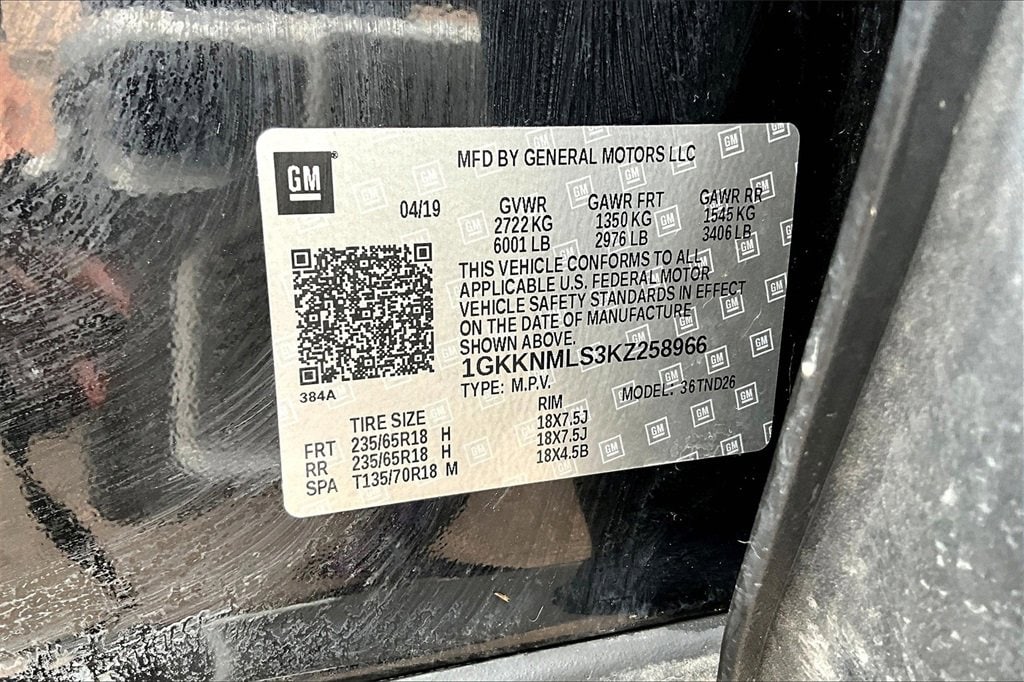 GM
MFD BY GENERAL MOTORS LLC
04/19
GVWR GAWR FRT GAWR RR
2722 KG 1350 KG 1545 KG
6001 LB 2976 LB 3406 LB
THIS VEHICLE CONFORMS TO ALL
APPLICABLE U.S. FEDERAL MOTOR
VEHICLE SAFETY STANDARDS IN EFFECT
ON THE DATE OF MANUFACTURE
SHOWN ABOVE.
1GKKNMLS3KZ258966
TYPE: M.P.V. MODEL: 36TND26
384A
TIRE SIZE RIM
FRT 235/65R18 H 18X7.5J
RR 235/65R18 H 18X7.5J
SPA T135/70R18 M 18X4.5B